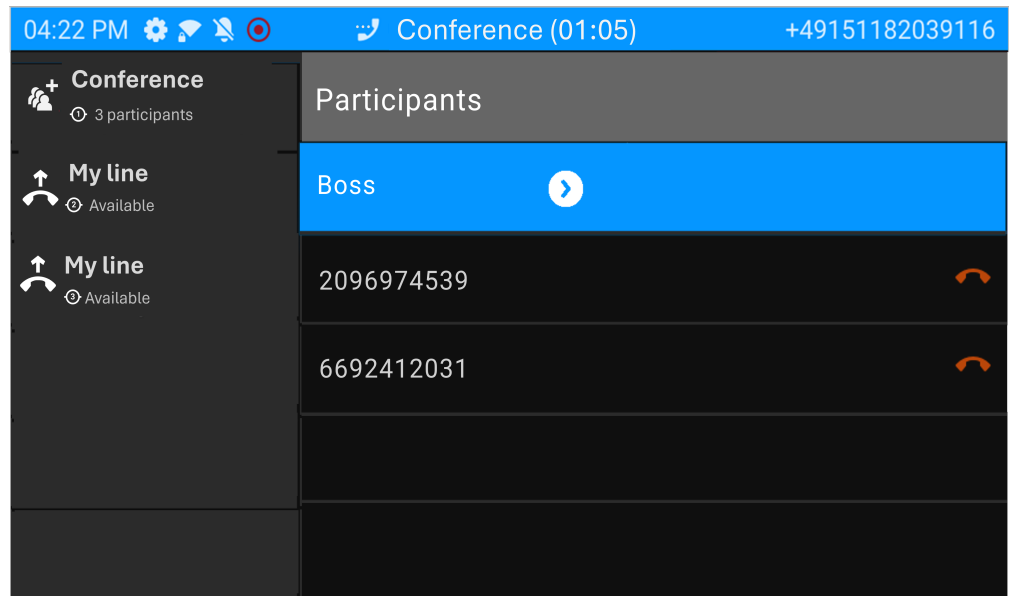 04:22 PM Conference (01:05) +49151182039116
Conference
1 3 participants
My line
2 Available
My line
3 Available
Participants
Boss
2096974539
6692412031